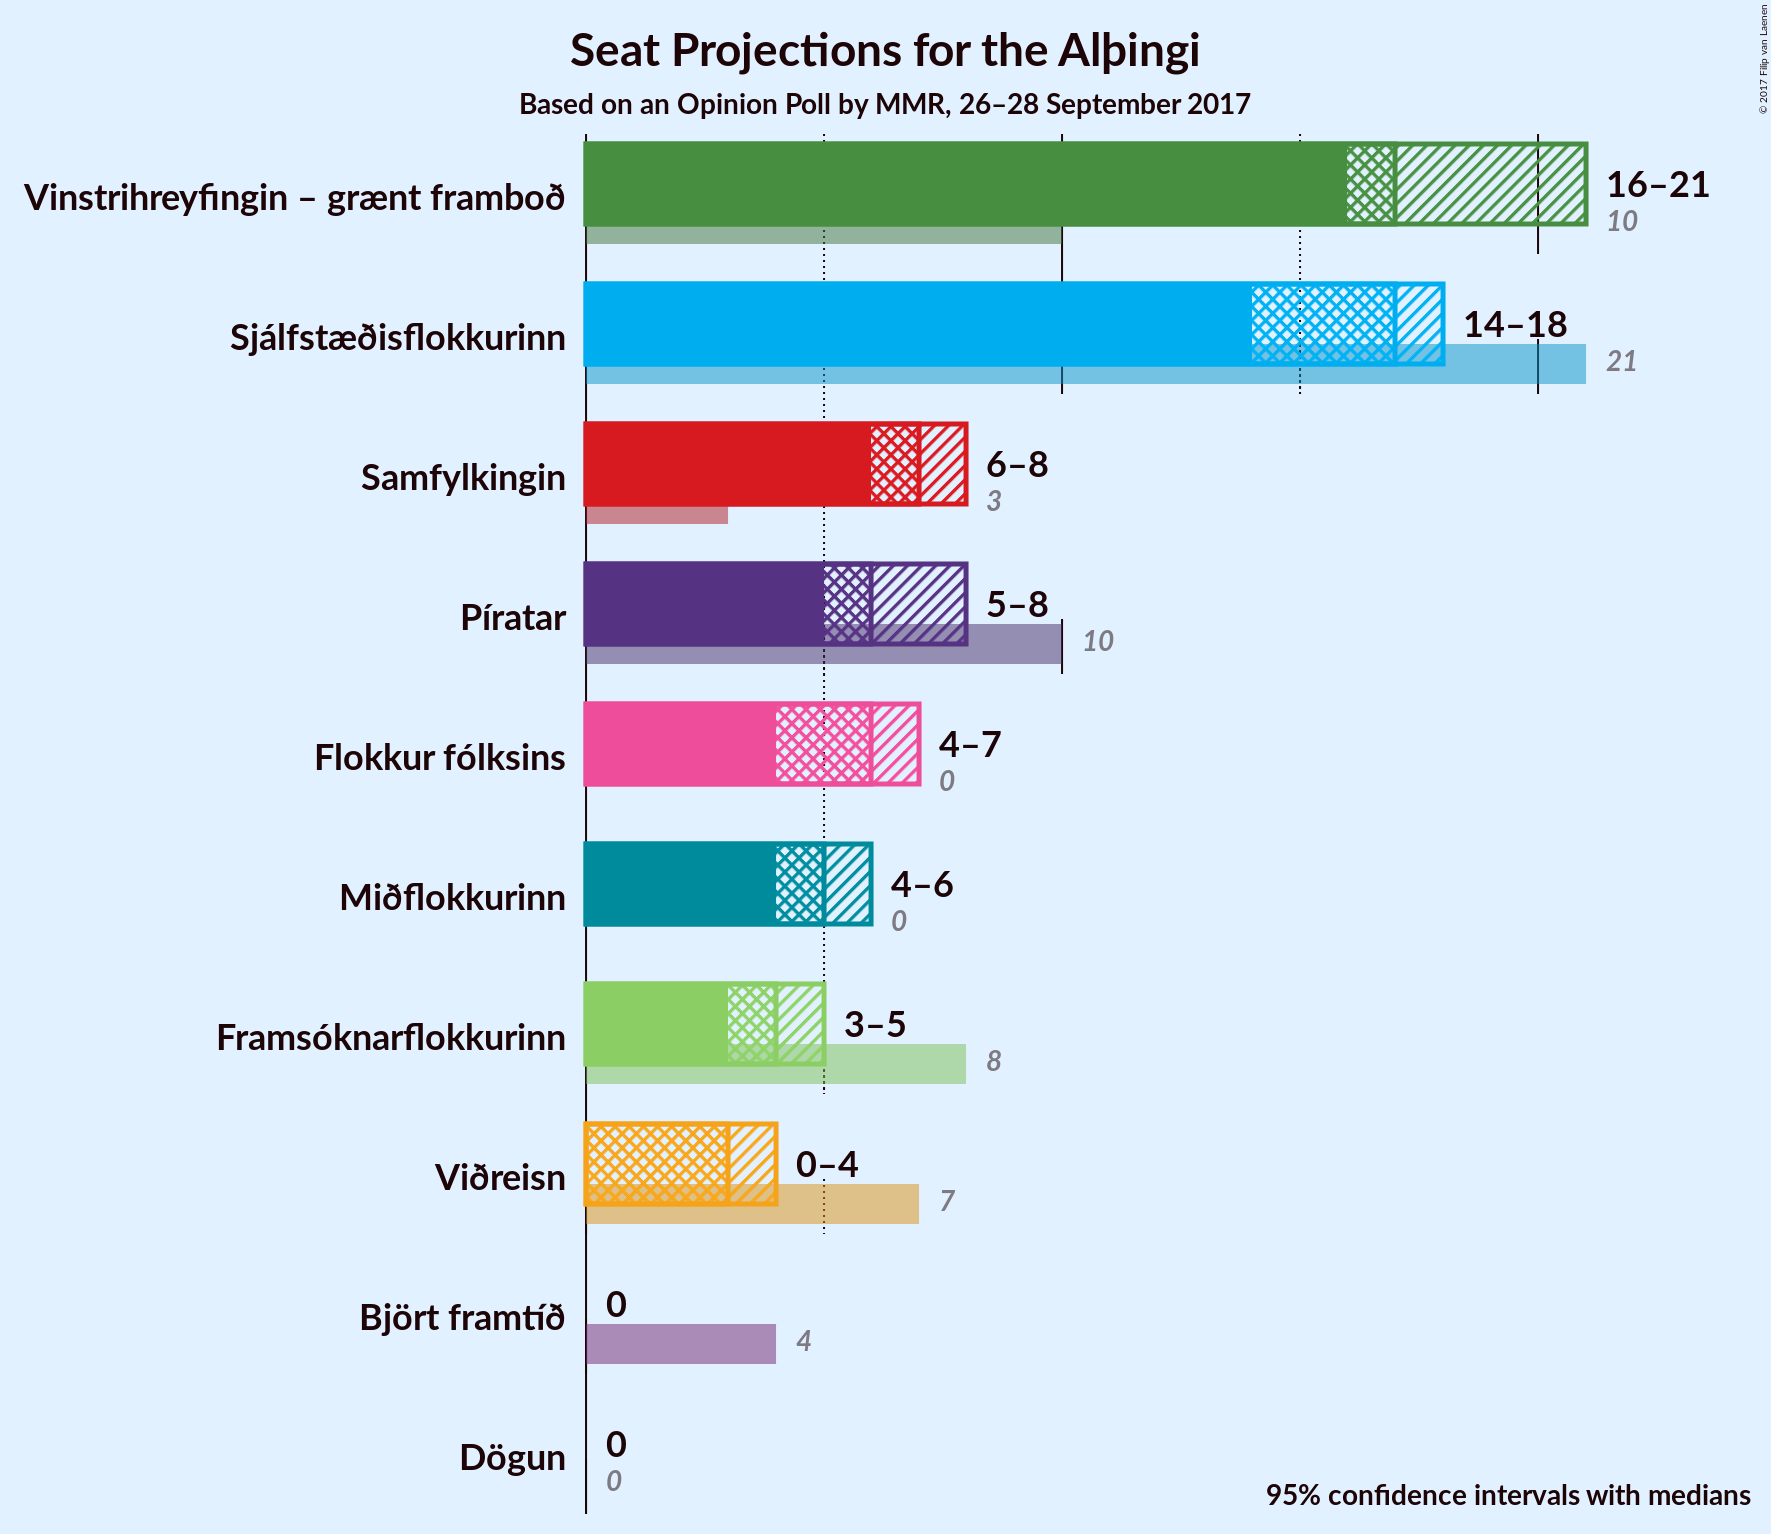 © 2017 Filip van Laenen
Seat Projections for the Alþingi
Based on an Opinion Poll by MMR, 26–28 September 2017
Vinstrihreyfingin – grænt framboð
16–21
10
Sjálfstæðisflokkurinn
14–18
21
Samfylkingin
6–8
3
Píratar
5–8
10
Flokkur fólksins
4–7
0
Miðflokkurinn
4–6
0
Framsóknarflokkurinn
3–5
8
Viðreisn
0–4
7
Björt framtíð
0
4
Dögun
0
0
95% confidence intervals with medians